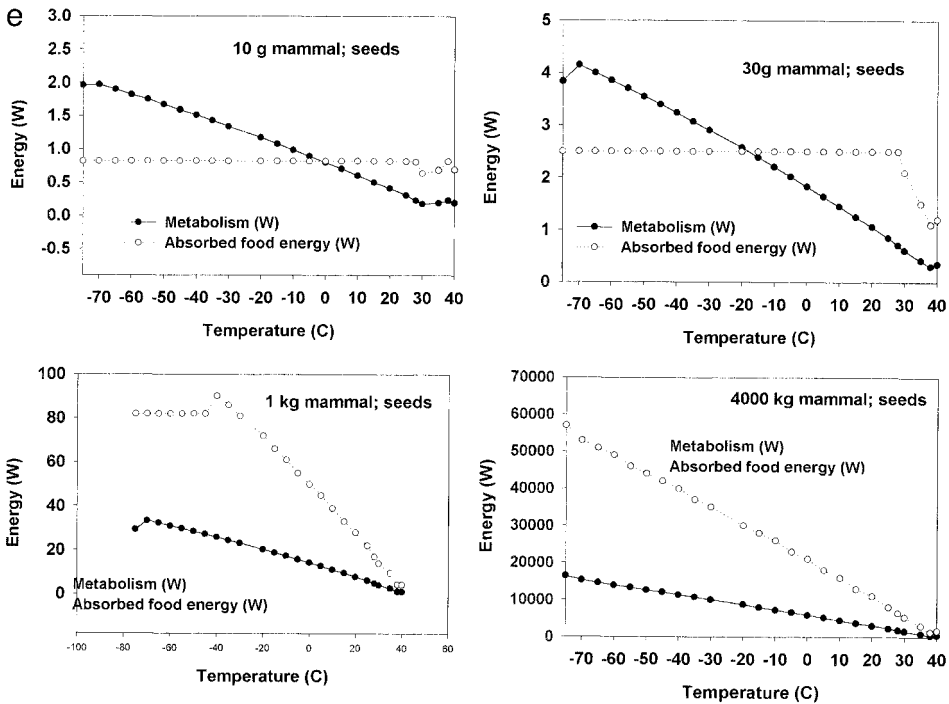 e
10 g mammal; seeds
Energy (W)
3.0
2.5
2.0
1.5
1.0
0.5
0.0
-0.5
Metabolism (W)
Absorbed food energy (W)
-70 -60 -50 -40 -30 -20 -10 0 10 20 30 40
Temperature (C)
30g mammal; seeds
Energy (W)
5
4
3
2
1
0
Metabolism (W)
Absorbed food energy (W)
-70 -60 -50 -40 -30 -20 -10 0 10 20 30 40
Temperature (C)
1 kg mammal; seeds
Energy (W)
100
80
60
40
20
0
Metabolism (W)
Absorbed food energy (W)
-100 -80 -60 -40 -20 0 20 40 60
Temperature (C)
4000 kg mammal; seeds
Energy (W)
70000
60000
50000
40000
30000
20000
10000
0
Metabolism (W)
Absorbed food energy (W)
-70 -60 -50 -40 -30 -20 -10 0 10 20 30 40
Temperature (C)